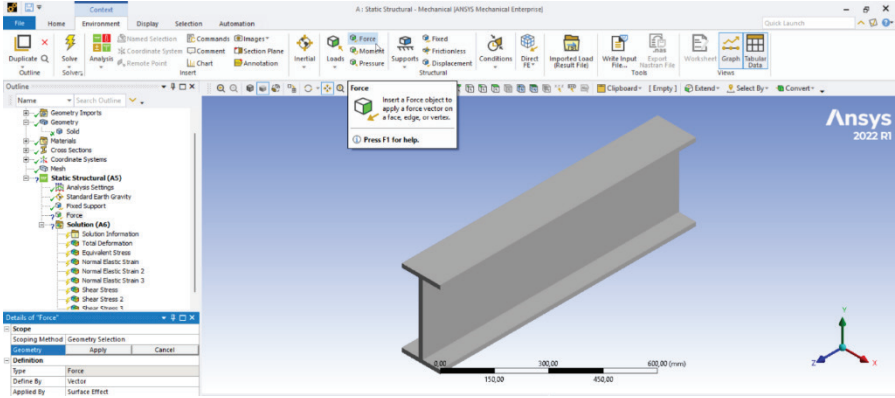 A : Static Structural - Mechanical [ANSYS Mechanical Enterprise]
Context
File Home Environment Display Selection Automation
Quick Launch
Duplicate Q
Outline
Solve
Solvers
Analysis
Named Selection
Coordinate System
Remote Point
Commands
Comment
Chart
Images
Section Plane
Annotation
Insert
Inertial
Loads
Force
Moment
Pressure
Supports
Fixed
Frictionless
Displacement
Structural
Conditions
Direct
FE
Imported Load
(Result File)
Write Input
File...
Export
Nastran File
Tools
Worksheet
Graph
Tabular
Data
Views
Outline
Name Search Outline
Clipboard [ Empty ] Extend Select By Convert
Force
Insert a Force object to
apply a force vector on
a face, edge, or vertex.
Press F1 for help.
Geometry Imports
Geometry
Solid
Materials
Cross Sections
Coordinate Systems
Mesh
Static Structural (A5)
Analysis Settings
Standard Earth Gravity
Fixed Support
Force
Solution (A6)
Solution Information
Total Deformation
Equivalent Stress
Normal Elastic Strain
Normal Elastic Strain 2
Normal Elastic Strain 3
Shear Stress
Shear Stress 2
Shear Stress 3
Details of "Force"
Scope
Scoping Method Geometry Selection
Geometry Apply Cancel
Definition
Type Force
Define By Vector
Applied By Surface Effect
Ansys
2022 R1
0,00 300,00 600,00 (mm)
150,00 450,00
Y
Z X